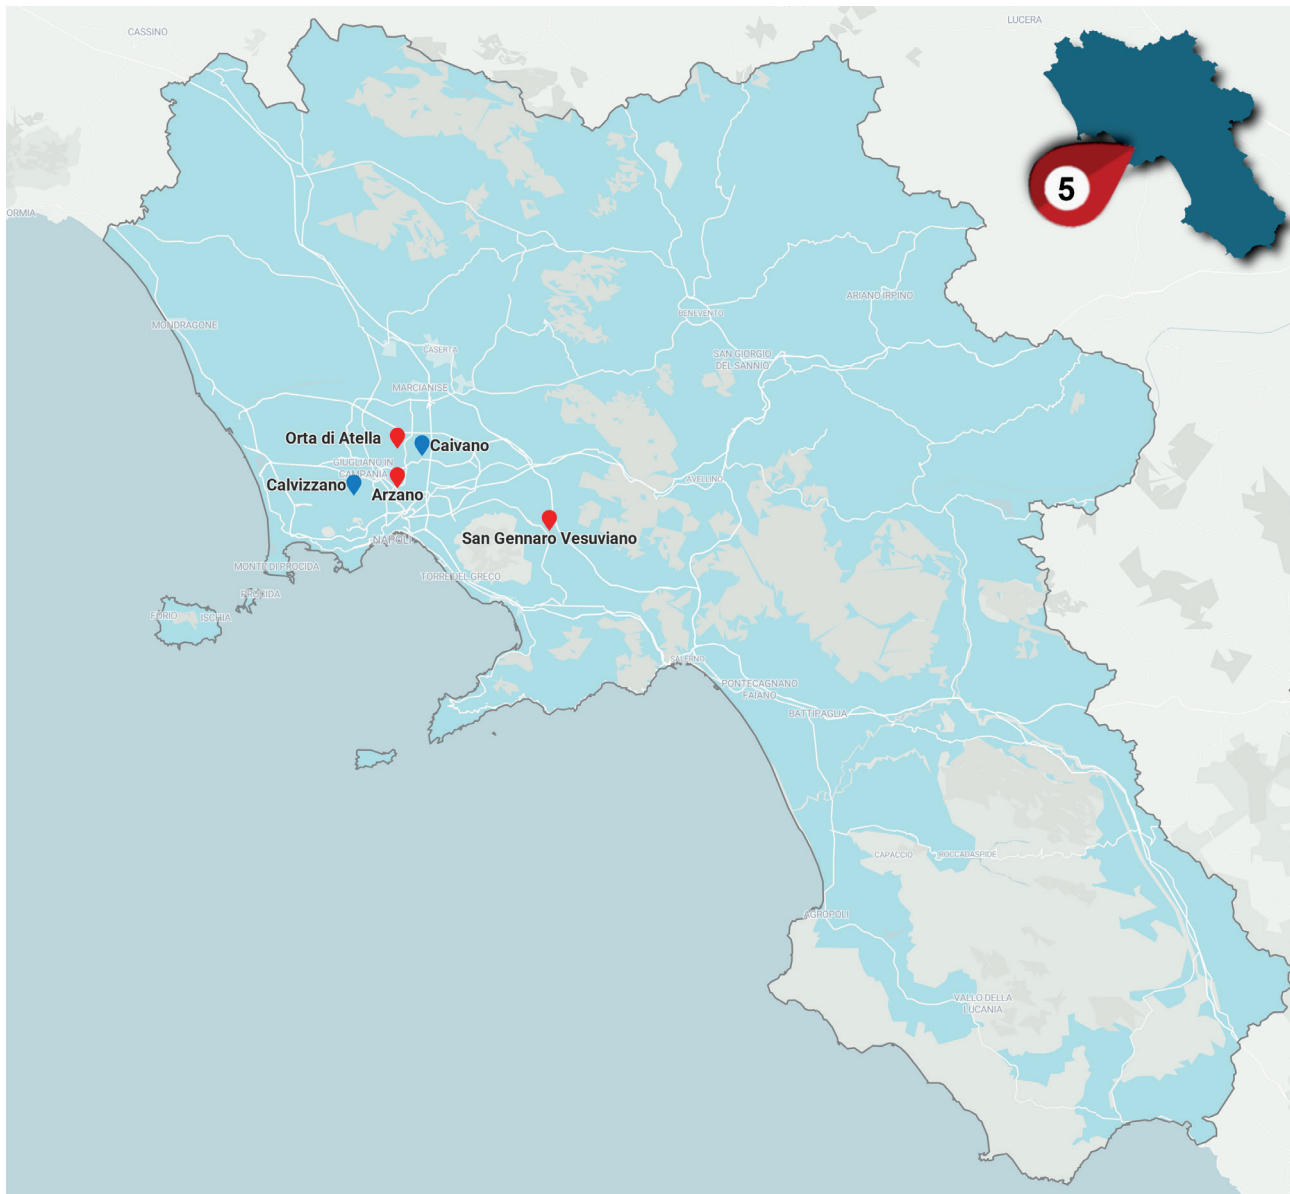 CASSINO
LUCERA
5
ORMIA
ARIANO IRPINO
BENEVENTO
MONDRAGONE
CASERTA
SAN GIORGIO
DEL SANNIO
MARCIANISE
Orta di Atella
Caivano
GIUGLIANO IN
CAMPANIA
Calvizzano
Arzano
AVELLINO
San Gennaro Vesuviano
NAPOLI
MONTE DI PROCIDA
TORRE DEL GRECO
PROCIDA
FORIO
ISCHIA
SALERNO
PONTECAGNANO
FAIANO
BATTIPAGLIA
CAPACCIO
ROCCADASPIDE
AGROPOLI
VALLO DELLA
LUCANIA